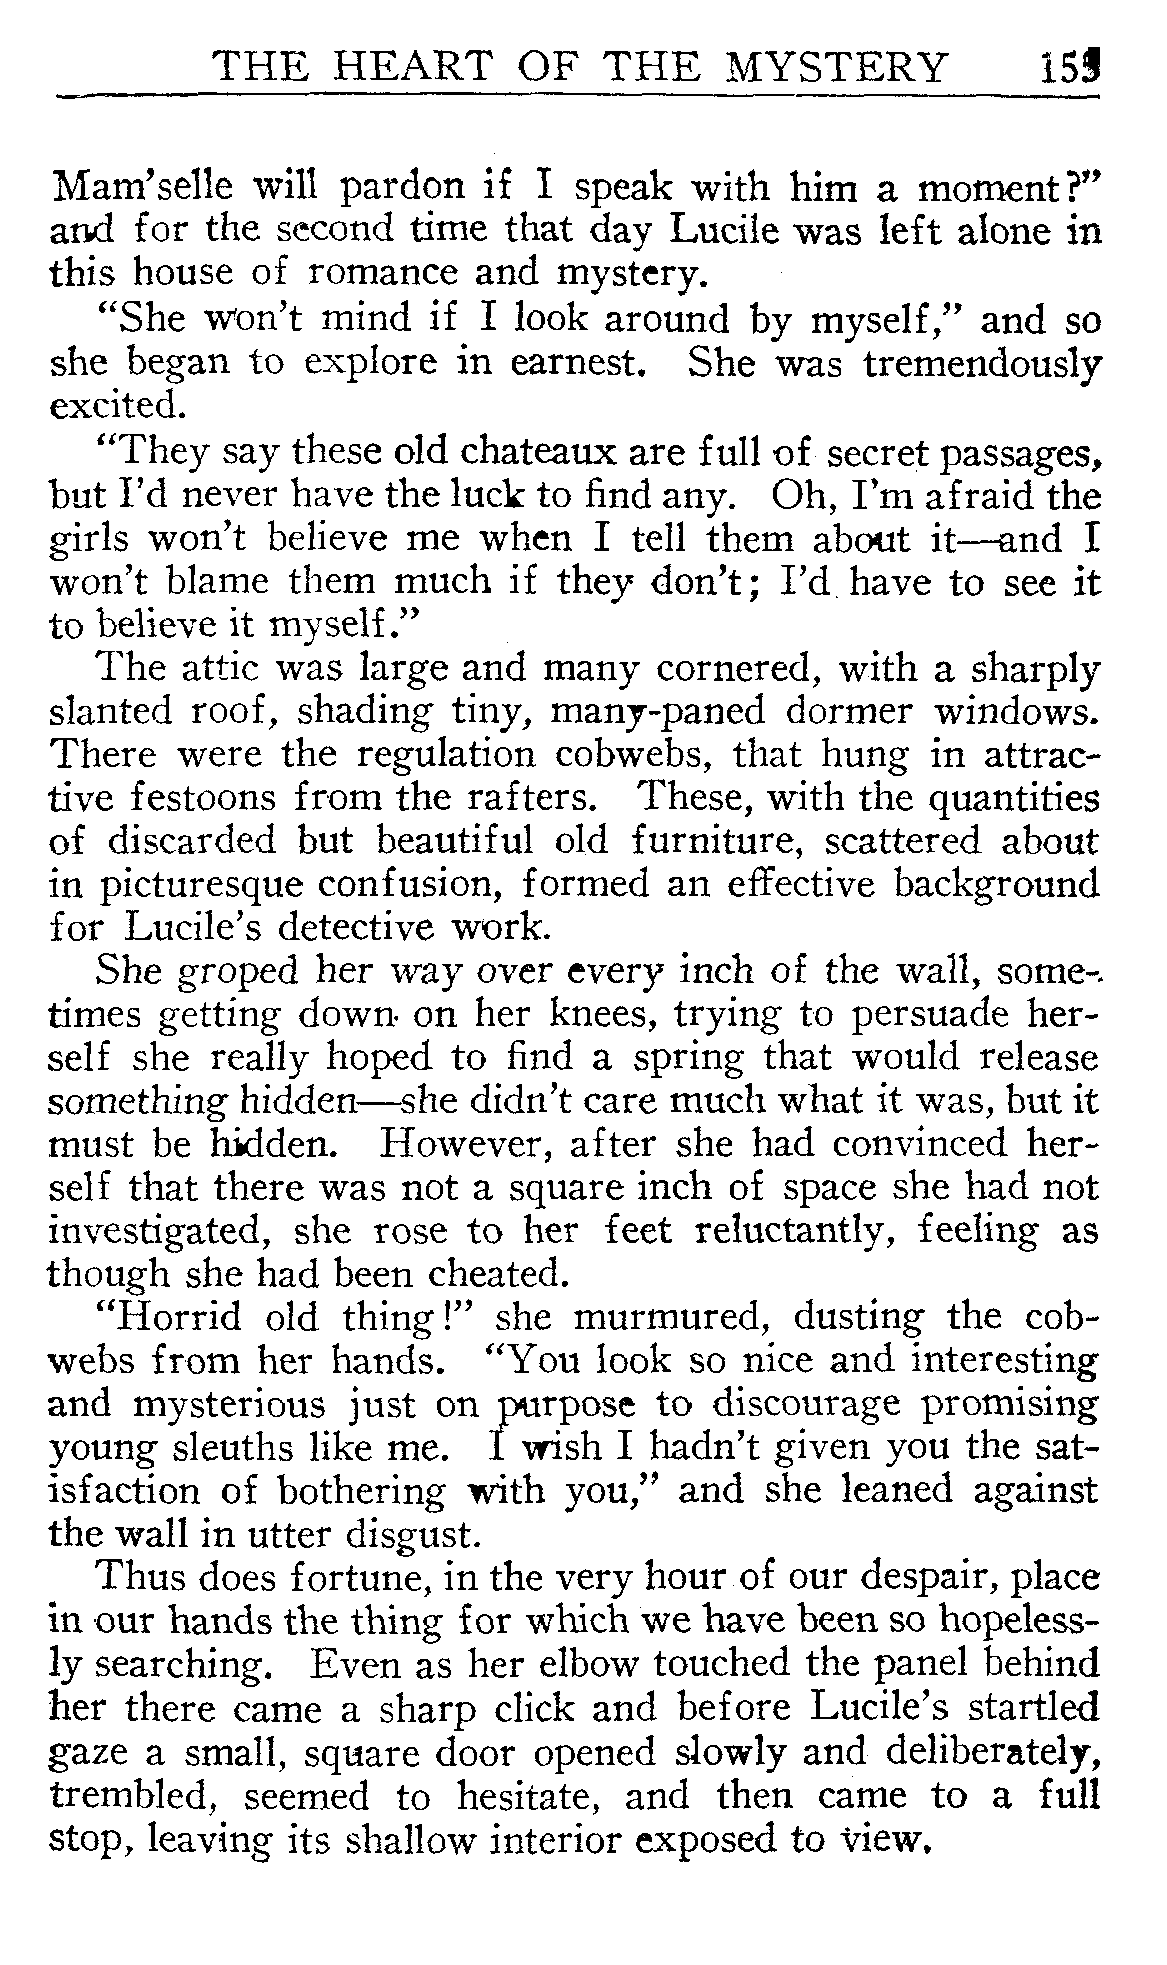 THE HEART OF THE MYSTERY 153
Mam'selle will pardon if I speak with him a moment?"
and for the second time that day Lucile was left alone in
this house of romance and mystery.
"She won't mind if I look around by myself," and so
she began to explore in earnest. She was tremendously
excited.
"They say these old chateaux are full of secret passages,
but I'd never have the luck to find any. Oh, I'm afraid the
girls won't believe me when I tell them about it—and I
won't blame them much if they don't; I'd have to see it
to believe it myself."
The attic was large and many cornered, with a sharply
slanted roof, shading tiny, many-paned dormer windows.
There were the regulation cobwebs, that hung in attrac-
tive festoons from the rafters. These, with the quantities
of discarded but beautiful old furniture, scattered about
in picturesque confusion, formed an effective background
for Lucile's detective work.
She groped her way over every inch of the wall, some-
times getting down on her knees, trying to persuade her-
self she really hoped to find a spring that would release
something hidden—she didn't care much what it was, but it
must be hidden. However, after she had convinced her-
self that there was not a square inch of space she had not
investigated, she rose to her feet reluctantly, feeling as
though she had been cheated.
"Horrid old thing!" she murmured, dusting the cob-
webs from her hands. "You look so nice and interesting
and mysterious just on purpose to discourage promising
young sleuths like me. I wish I hadn't given you the sat-
isfaction of bothering with you," and she leaned against
the wall in utter disgust.
Thus does fortune, in the very hour of our despair, place
in our hands the thing for which we have been so hopeless-
ly searching. Even as her elbow touched the panel behind
her there came a sharp click and before Lucile's startled
gaze a small, square door opened slowly and deliberately,
trembled, seemed to hesitate, and then came to a full
stop, leaving its shallow interior exposed to view.